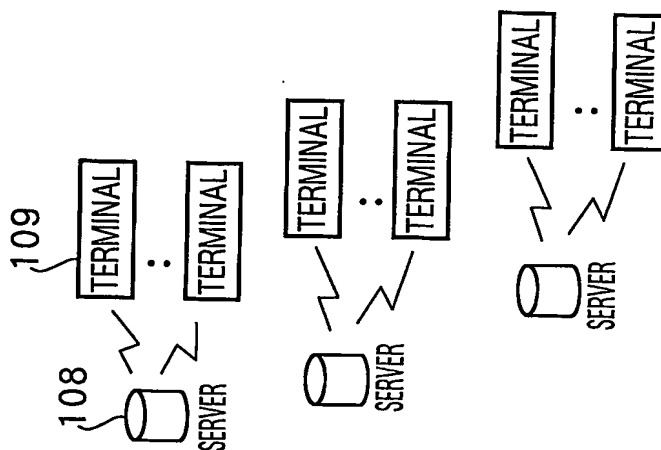 109
TERMINAL
:
TERMINAL
108
SERVER
TERMINAL
:
TERMINAL
SERVER
TERMINAL
:
TERMINAL
SERVER